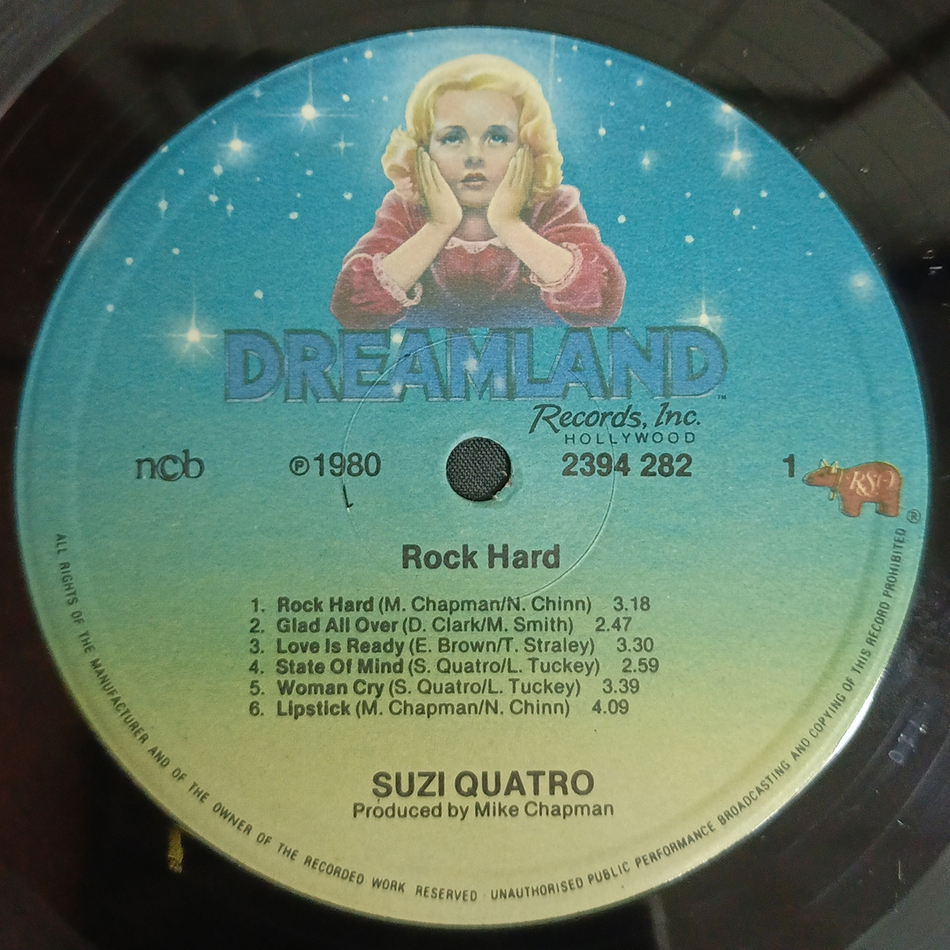 DREAMLAND™
Records, Inc.
HOLLYWOOD
ncb ℗1980 2394 282 1 RSO ®
Rock Hard
1. Rock Hard (M. Chapman/N. Chinn) 3.18
2. Glad All Over (D. Clark/M. Smith) 2.47
3. Love Is Ready (E. Brown/T. Straley) 3.30
4. State Of Mind (S. Quatro/L. Tuckey) 2.59
5. Woman Cry (S. Quatro/L. Tuckey) 3.39
6. Lipstick (M. Chapman/N. Chinn) 4.09
SUZI QUATRO
Produced by Mike Chapman
ALL RIGHTS OF THE MANUFACTURER AND OF THE OWNER OF THE RECORDED WORK RESERVED · UNAUTHORISED PUBLIC PERFORMANCE BROADCASTING AND COPYING OF THIS RECORD PROHIBITED